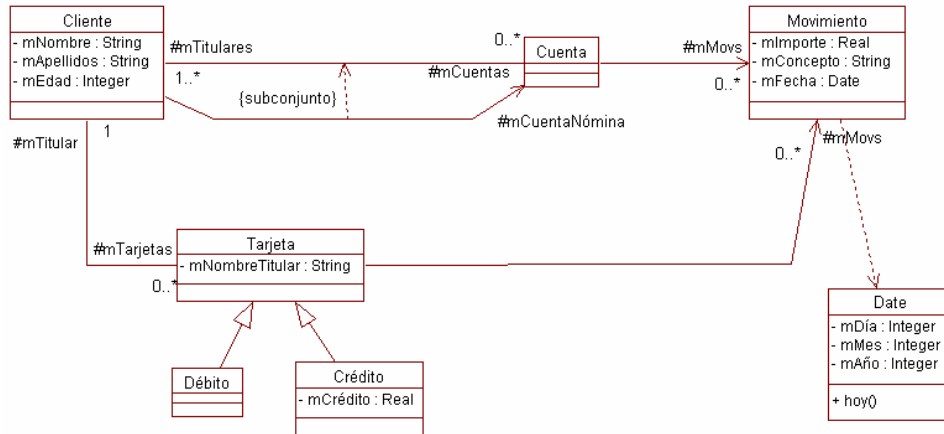 Cliente
- mNombre : String
- mApellidos : String
- mEdad : Integer
#mTitulares
1..*
0..*
#mCuentas
Cuenta
#mMovs
0..*
Movimiento
- mImporte : Real
- mConcepto : String
- mFecha : Date
{subconjunto}
#mCuentaNómina
1
#mTitular
#mMovs
0..*
#mTarjetas
0..*
Tarjeta
- mNombreTitular : String
Date
- mDía : Integer
- mMes : Integer
- mAño : Integer
+ hoy()
Débito
Crédito
- mCrédito : Real